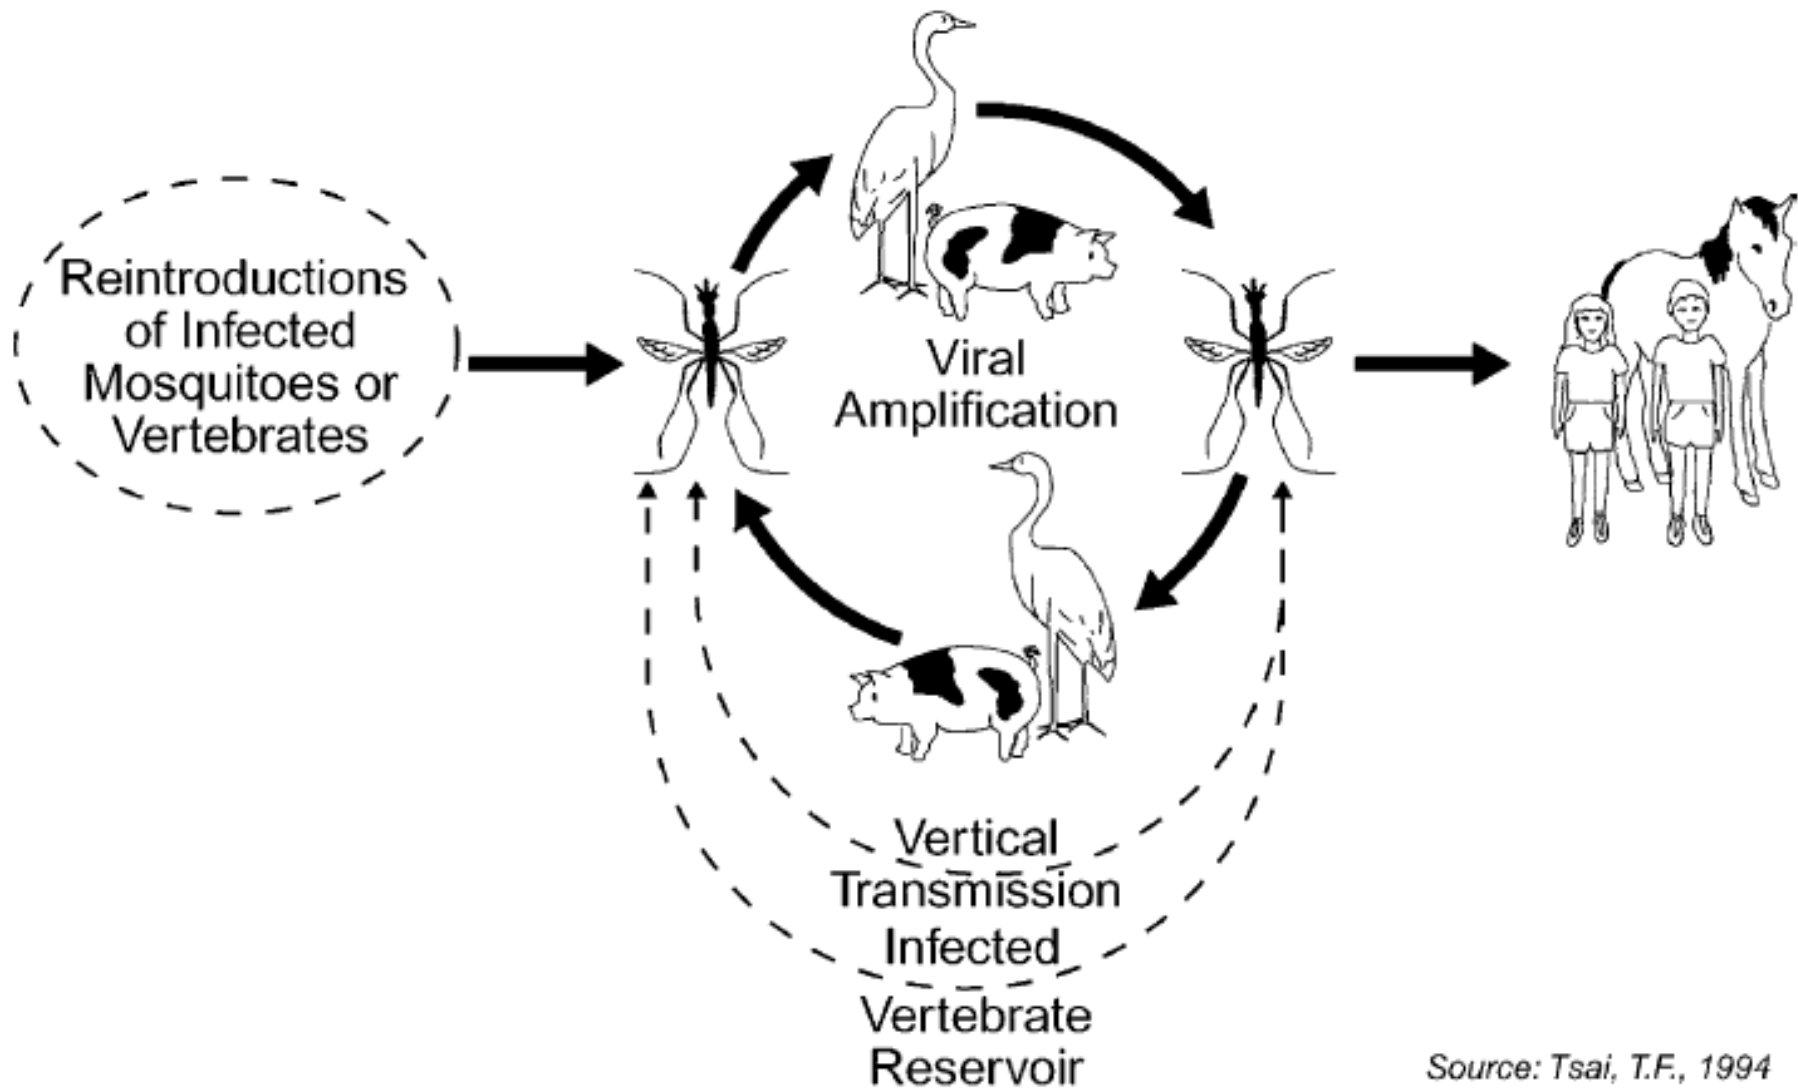 Reintroductions
of Infected
Mosquitoes or
Vertebrates
Viral
Amplification
Vertical
Transmission
Infected
Vertebrate
Reservoir
Source: Tsai, T.F., 1994